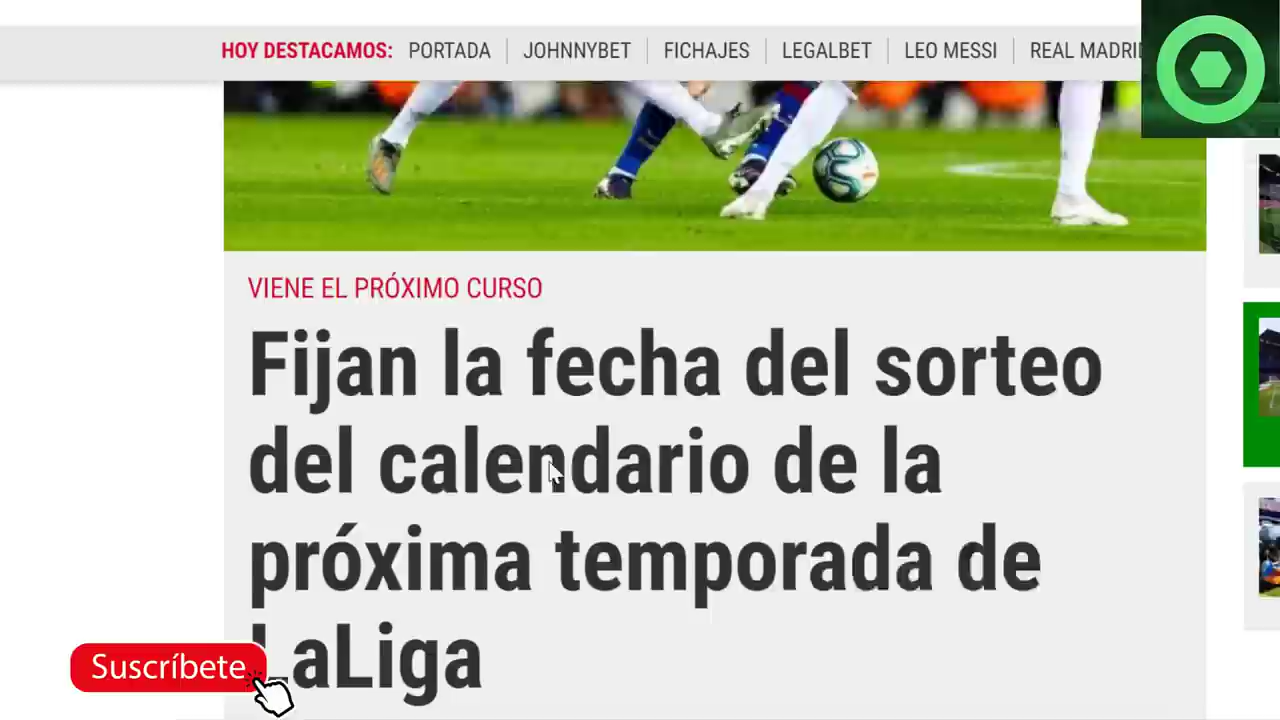 HOY DESTACAMOS: PORTADA JOHNNYBET FICHAJES LEGALBET LEO MESSI REAL
VIENE EL PRÓXIMO CURSO
Fijan la fecha del sorteo
del calendario de la
próxima temporada de
LaLiga
Suscríbete